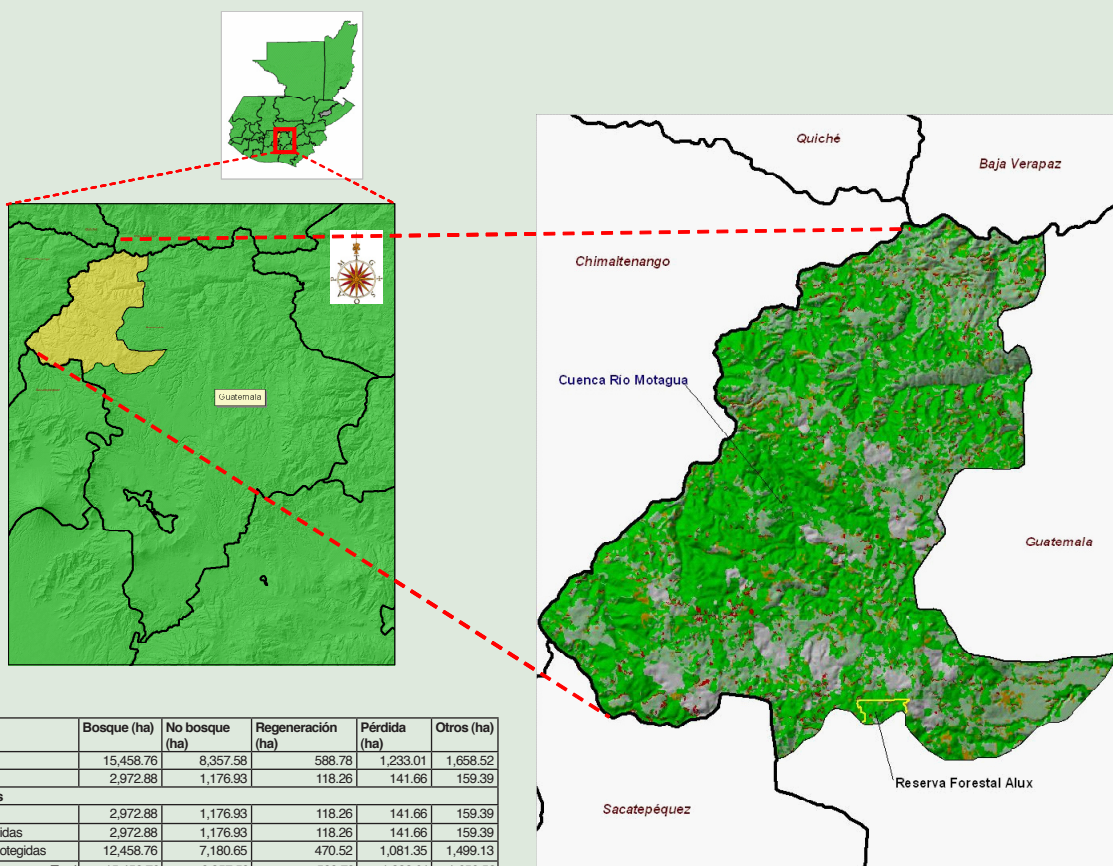 Quiché
Baja Verapaz
Chimaltenango
Cuenca Río Motagua
Guatemala
Guatemala
Reserva Forestal Alux
Sacatepéquez
Bosque (ha) No bosque (ha) Regeneración (ha) Pérdida (ha) Otros (ha)
15,458.76 8,357.58 588.78 1,233.01 1,658.52
2,972.88 1,176.93 118.26 141.66 159.39
s
2,972.88 1,176.93 118.26 141.66 159.39
idas 2,972.88 1,176.93 118.26 141.66 159.39
otegidas 12,458.76 7,180.65 470.52 1,081.35 1,499.13